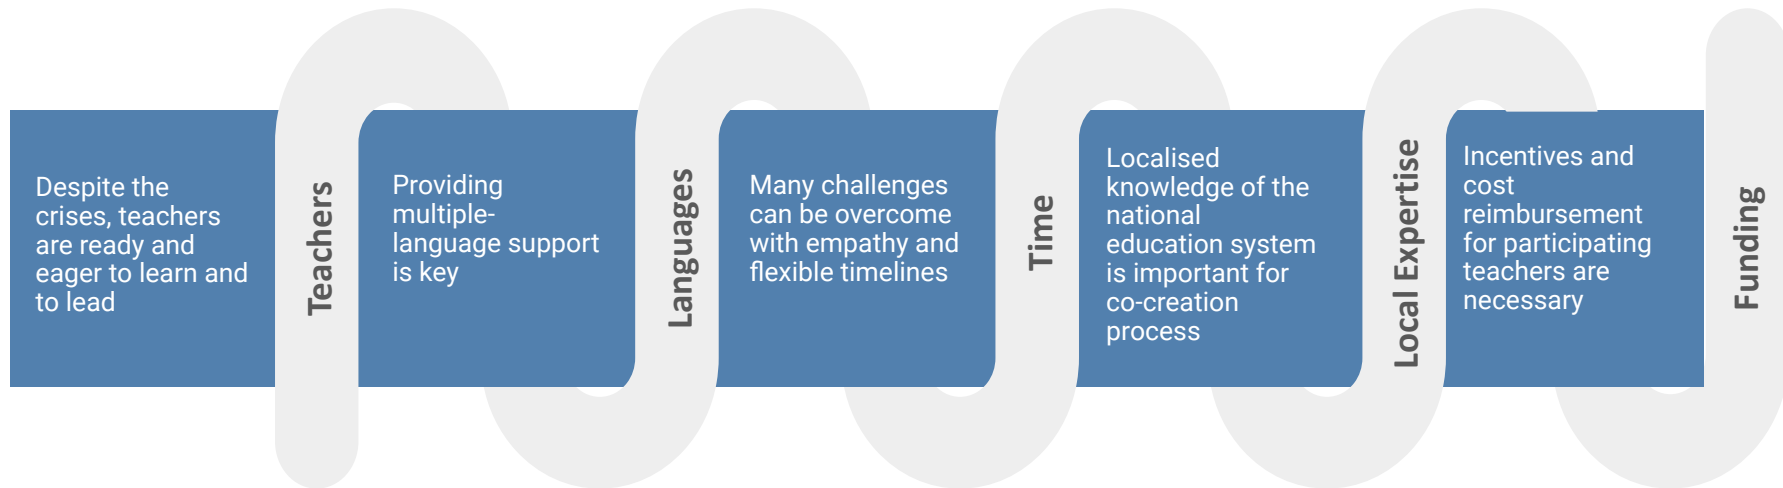 Despite the
crises, teachers
are ready and
eager to learn and
to lead
Teachers
Providing
multiple-
language support
is key
Languages
Many challenges
can be overcome
with empathy and
flexible timelines
Time
Localised
knowledge of the
national
education system
is important for
co-creation
process
Local Expertise
Incentives and
cost
reimbursement
for participating
teachers are
necessary
Funding